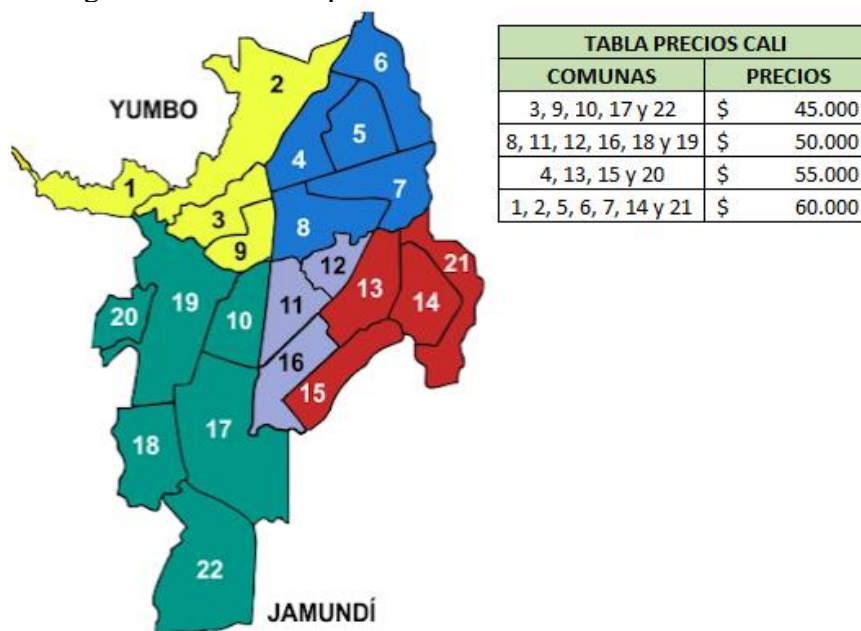 TABLA PRECIOS CALI
COMUNAS PRECIOS
3, 9, 10, 17 y 22 $ 45.000
8, 11, 12, 16, 18 y 19 $ 50.000
4, 13, 15 y 20 $ 55.000
1, 2, 5, 6, 7, 14 y 21 $ 60.000
YUMBO
6
2
5
4
1
7
3
8
9
12
21
19
13
14
20
10
11
16
15
18
17
22
JAMUNDÍ